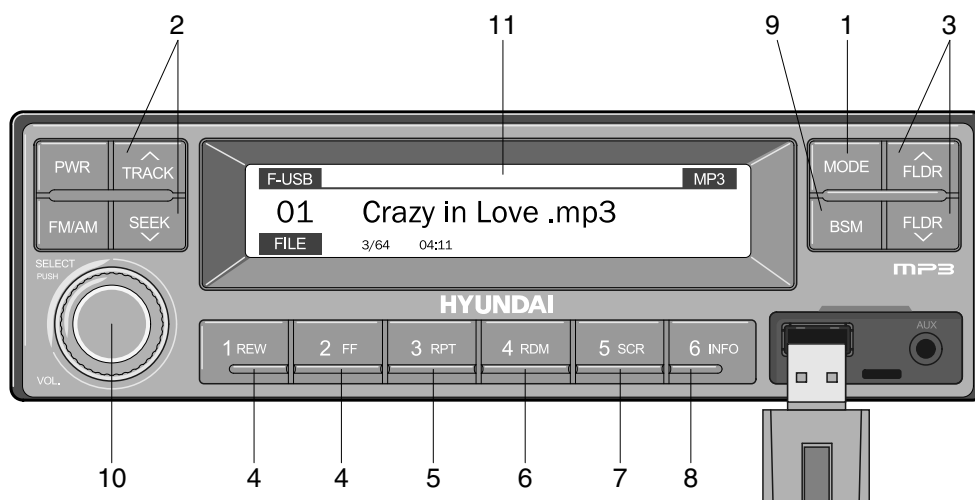 2 11 9 1 3
PWR
TRACK
F-USB MP3
MODE
FLDR
01 Crazy in Love .mp3
FM/AM
SEEK
BSM
FLDR
FILE 3/64 04:11
SELECT
PUSH
MP3
HYUNDAI
AUX
1 REW 2 FF 3 RPT 4 RDM 5 SCR 6 INFO
VOL.
10 4 4 5 6 7 8